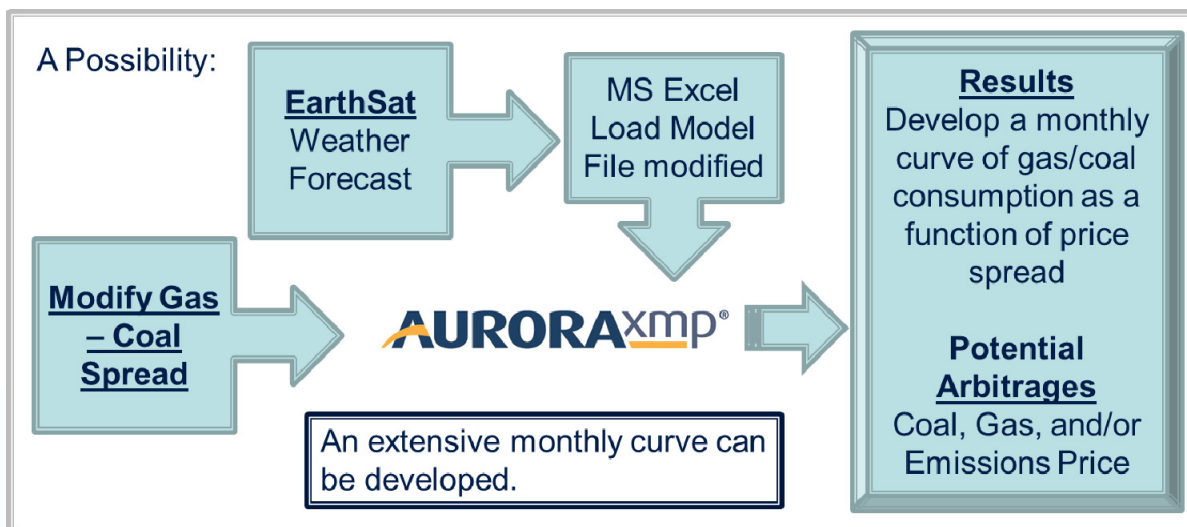 A Possibility:
EarthSat
Weather
Forecast
MS Excel
Load Model
File modified
Modify Gas
– Coal
Spread
AURORAxmp®
An extensive monthly curve can
be developed.
Results
Develop a monthly
curve of gas/coal
consumption as a
function of price
spread
Potential
Arbitrages
Coal, Gas, and/or
Emissions Price